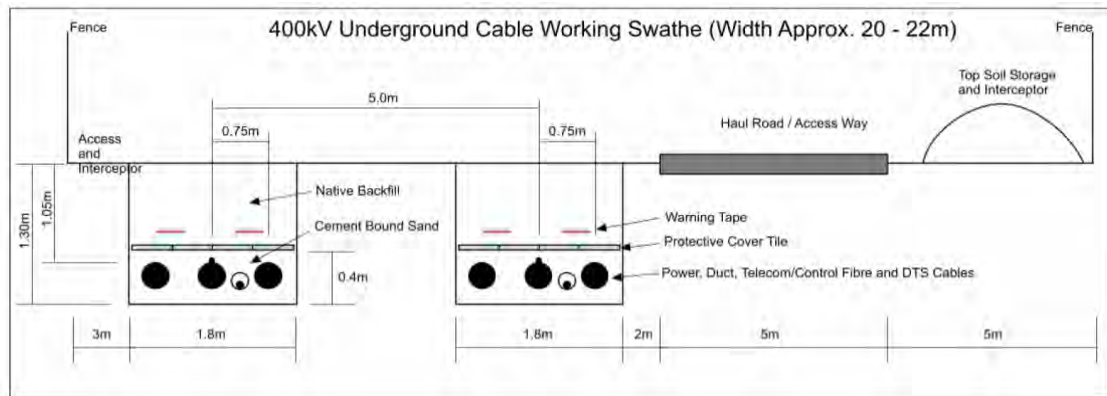 400kV Underground Cable Working Swathe (Width Approx. 20 - 22m)
Fence
Fence
Top Soil Storage
and Interceptor
5.0m
0.75m
0.75m
Haul Road / Access Way
Access
and
Interceptor
Native Backfill
Warning Tape
Cement Bound Sand
Protective Cover Tile
Power, Duct, Telecom/Control Fibre and DTS Cables
1.30m
1.05m
0.4m
3m
1.8m
1.8m
2m
5m
5m